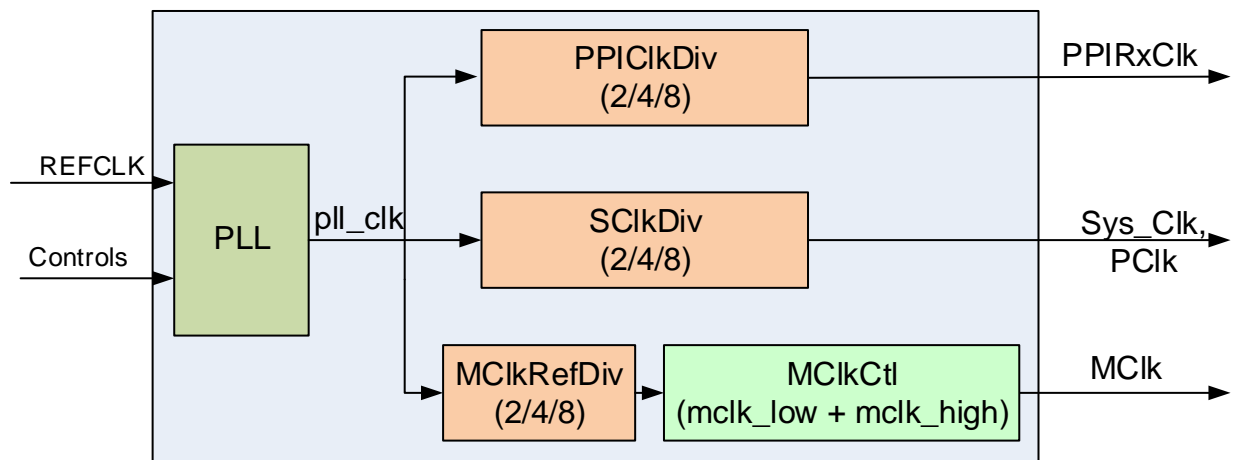 PPIClkDiv
(2/4/8)
PPIRxClk
REFCLK
Controls
PLL
pll_clk
SClkDiv
(2/4/8)
Sys_Clk,
PClk
MClkRefDiv
(2/4/8)
MClkCtl
(mclk_low + mclk_high)
MClk